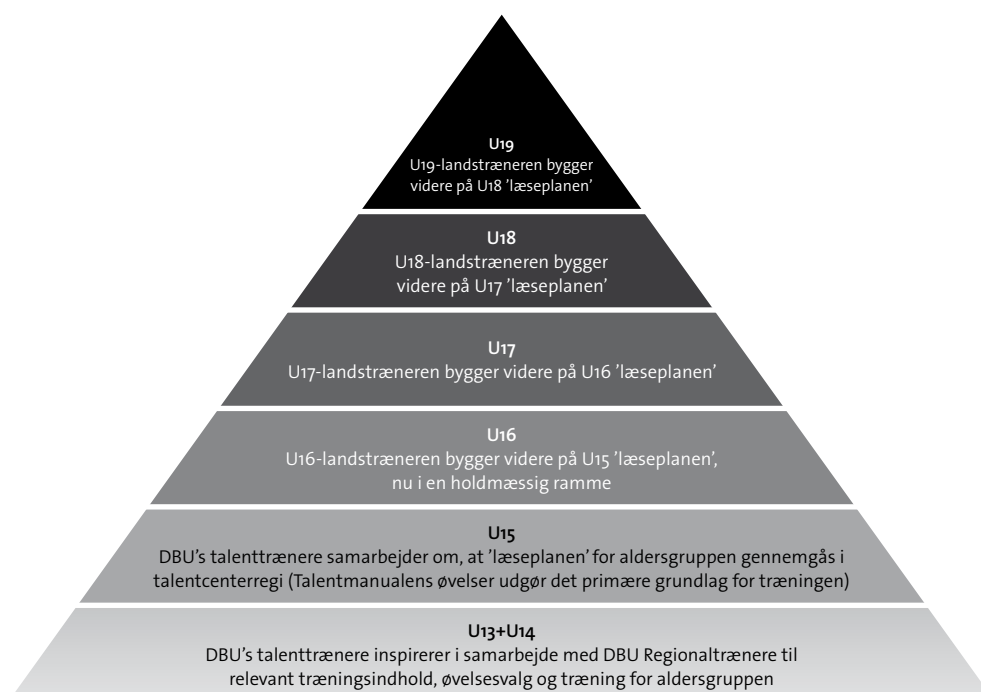 U19
U19-landstræneren bygger
videre på U18 ’læseplanen’
U18
U18-landstræneren bygger
videre på U17 ’læseplanen’
U17
U17-landstræneren bygger videre på U16 ’læseplanen’
U16
U16-landstræneren bygger videre på U15 ’læseplanen’,
nu i en holdmæssig ramme
U15
DBU’s talenttrænere samarbejder om, at ’læseplanen’ for aldersgruppen gennemgås i
talentcenterregi (Talentmanualens øvelser udgør det primære grundlag for træningen)
U13+U14
DBU’s talenttrænere inspirerer i samarbejde med DBU Regionaltrænere til
relevant træningsindhold, øvelsesvalg og træning for aldersgruppen